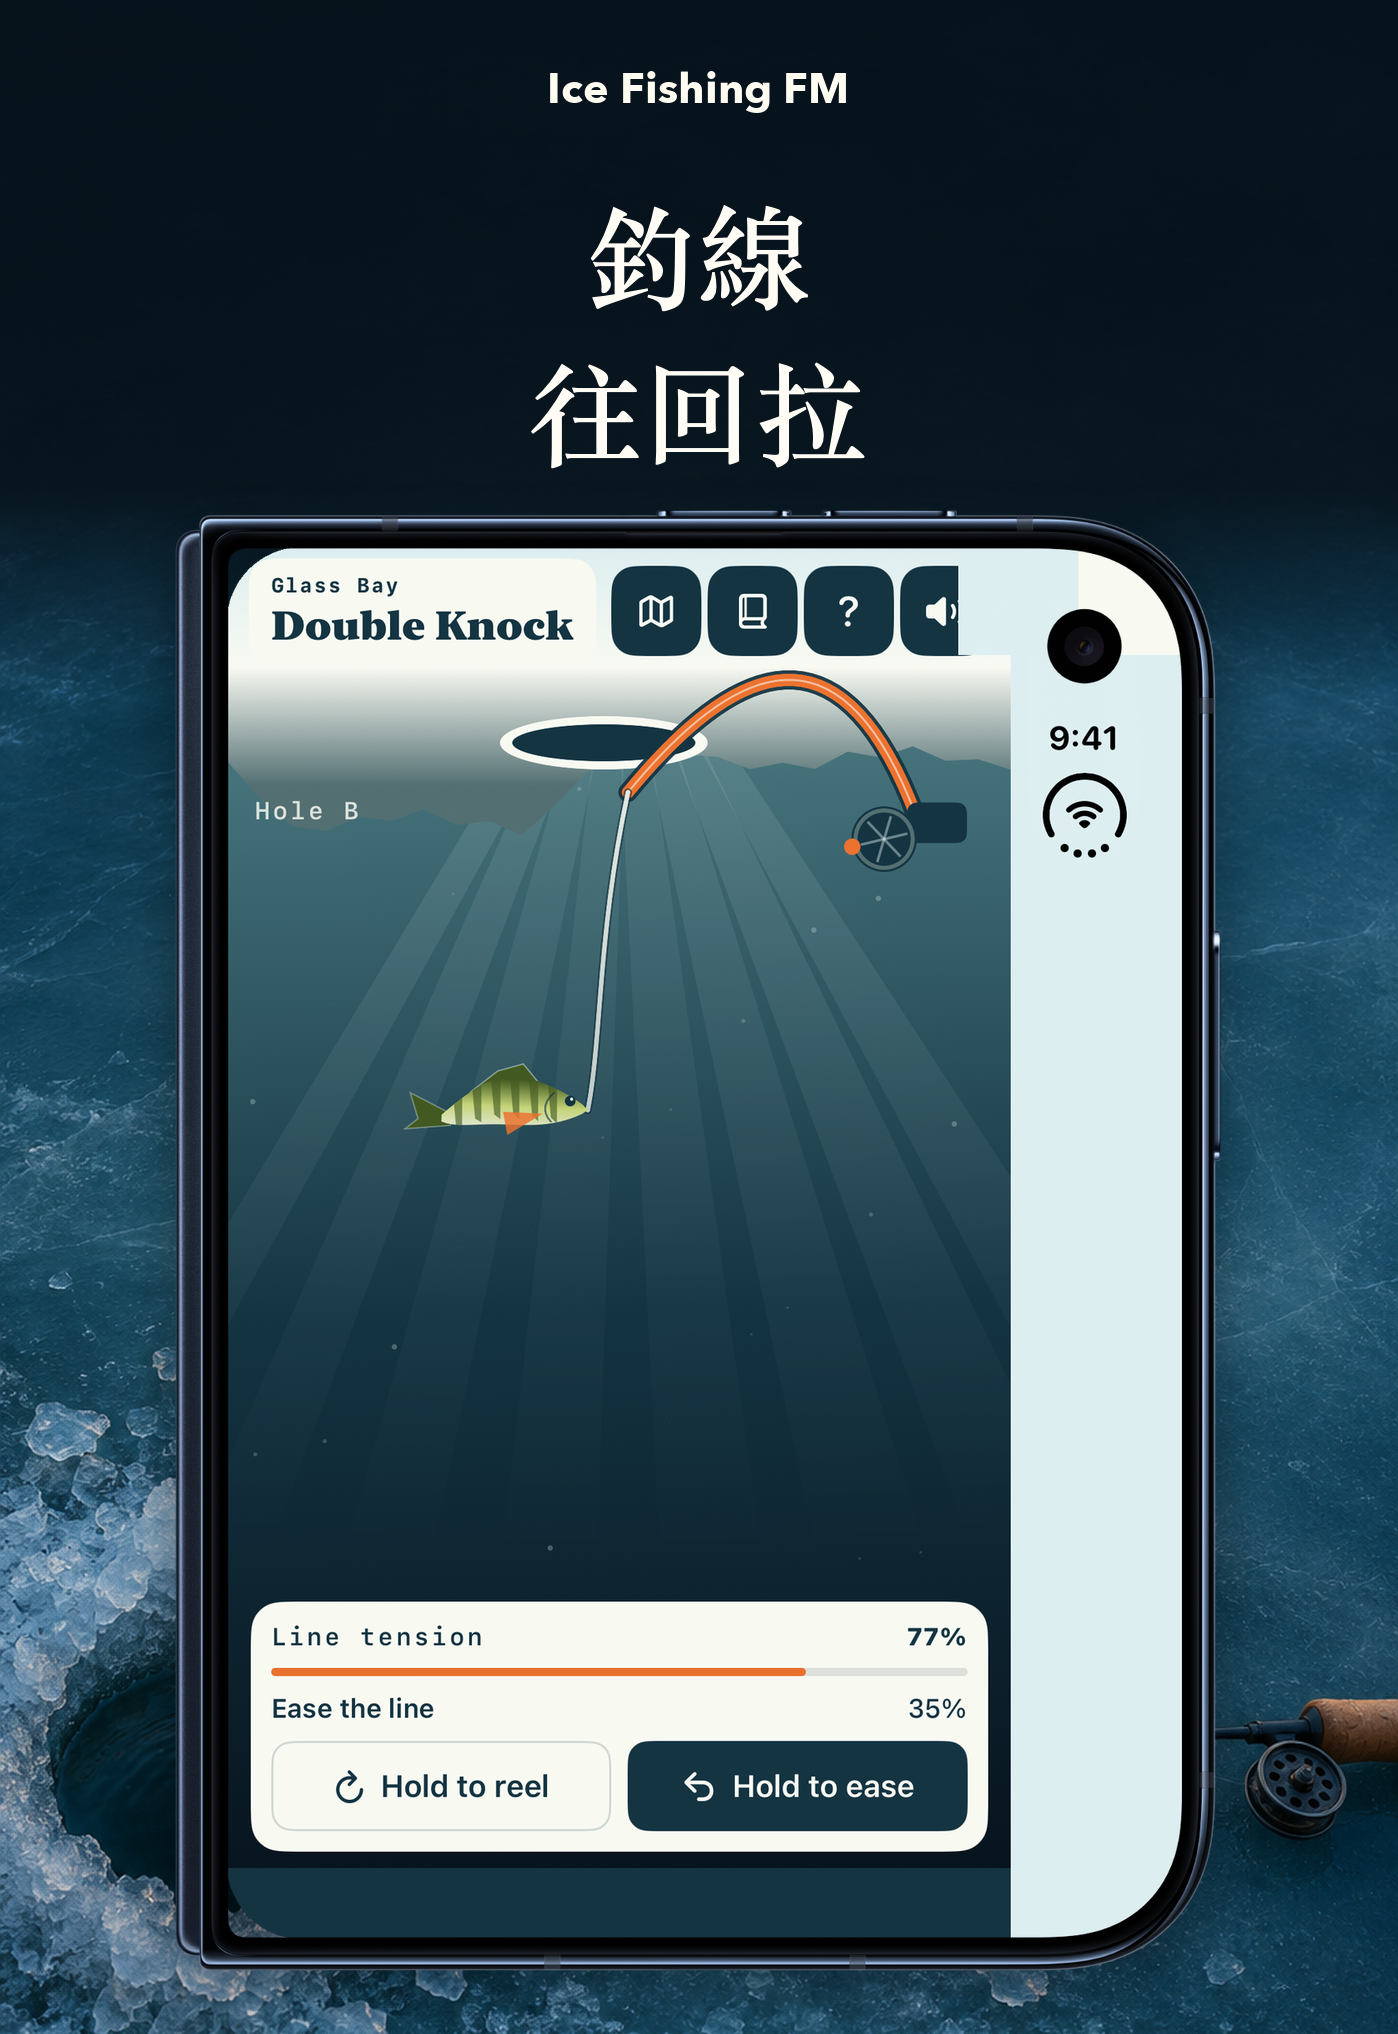 Ice Fishing FM
釣線
往回拉
Glass Bay
Double Knock
?
9:41
Hole B
Line tension 77%
Ease the line 35%
Hold to reel Hold to ease